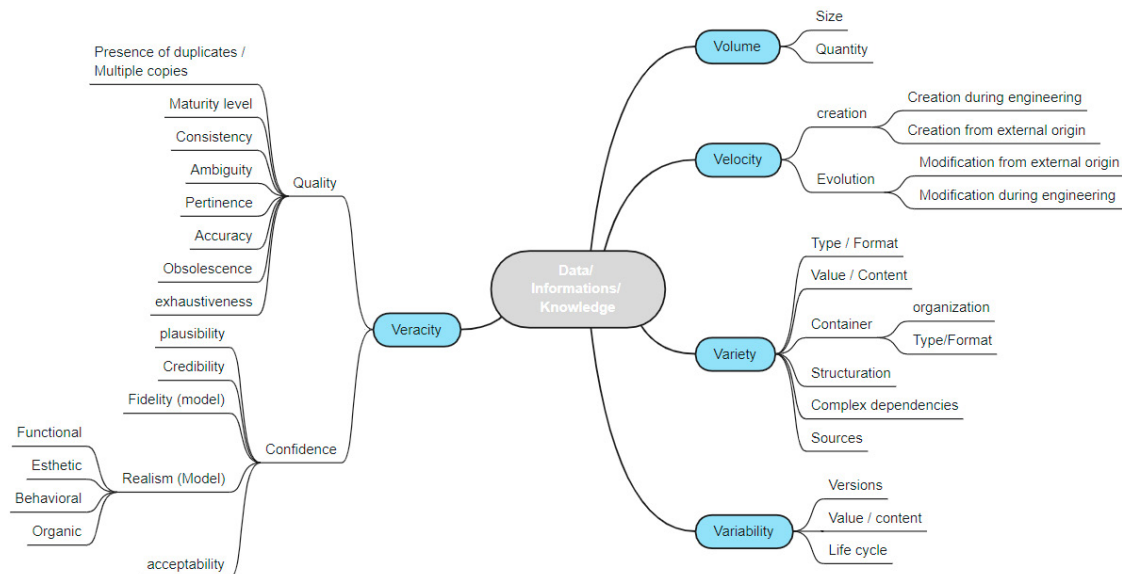 Data/
Informations/
Knowledge
Volume
Size
Quantity
Velocity
creation
Creation during engineering
Creation from external origin
Evolution
Modification from external origin
Modification during engineering
Variety
Type / Format
Value / Content
Container
organization
Type/Format
Structuration
Complex dependencies
Sources
Variability
Versions
Value / content
Life cycle
Veracity
Quality
Presence of duplicates /
Multiple copies
Maturity level
Consistency
Ambiguity
Pertinence
Accuracy
Obsolescence
exhaustiveness
Confidence
plausibility
Credibility
Fidelity (model)
Realism (Model)
Functional
Esthetic
Behavioral
Organic
acceptability